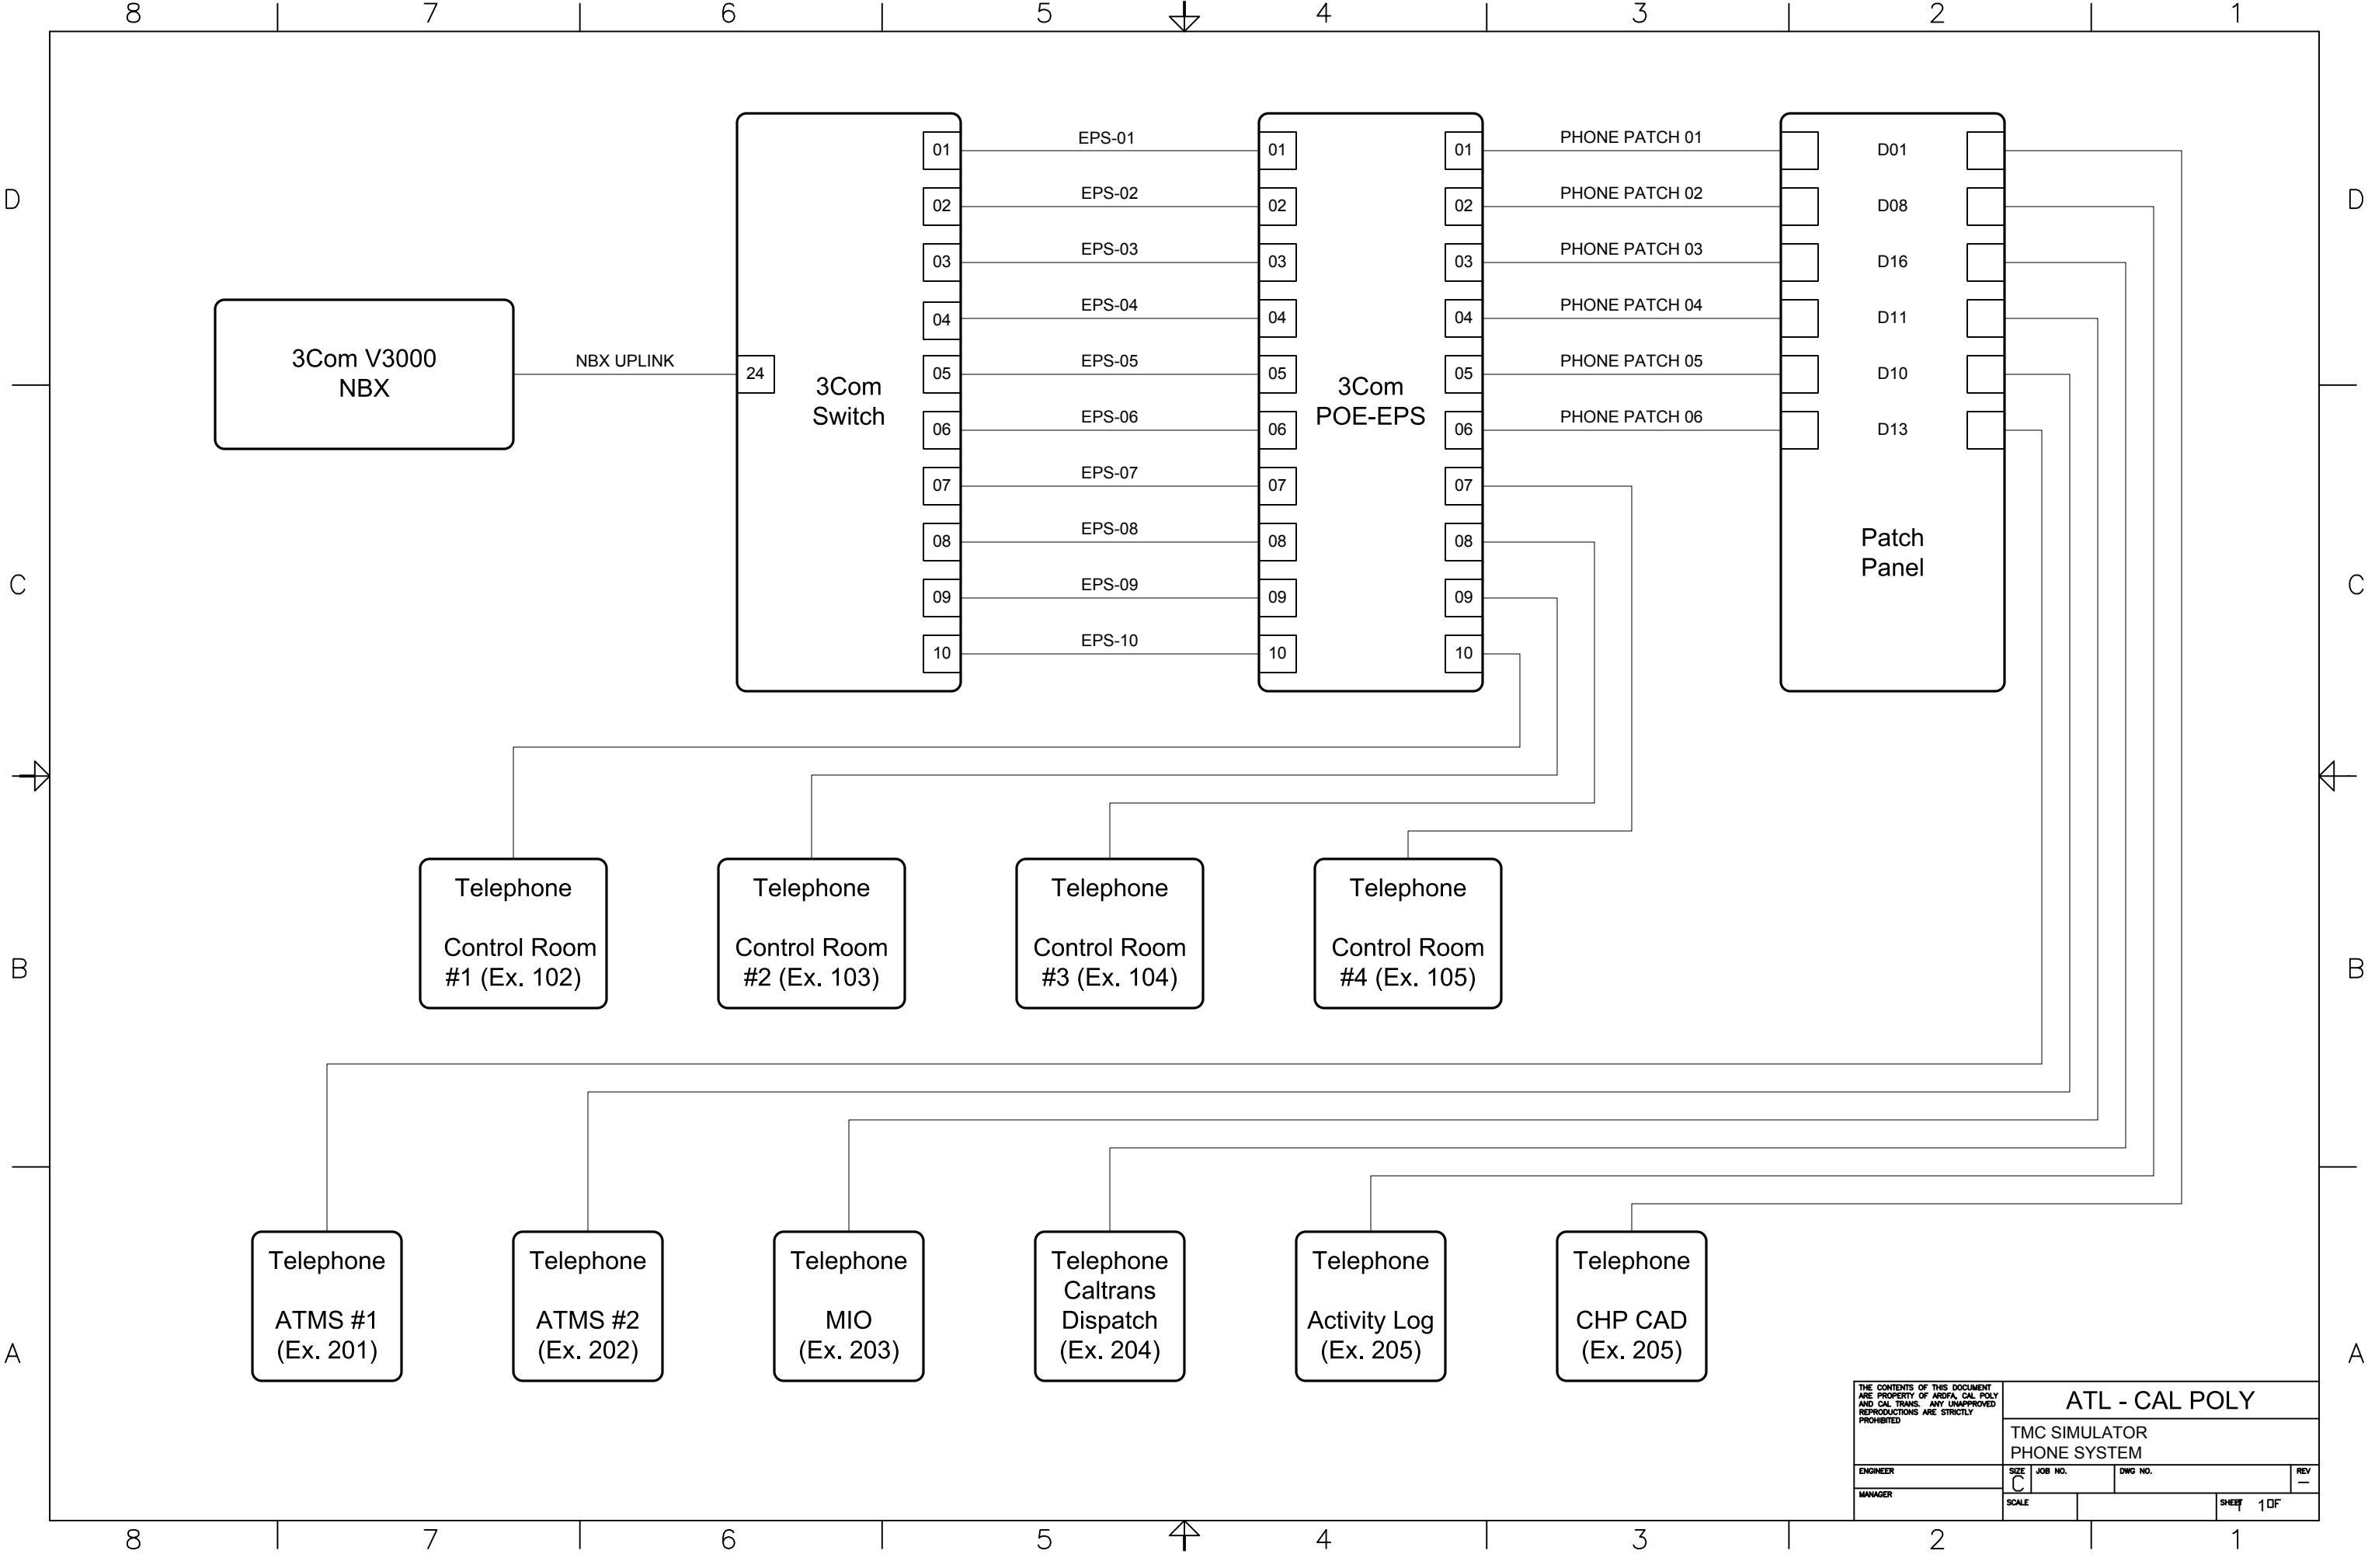 8 7 6 5 4 3 2 1
D D
C C
B B
A A
3Com V3000
NBX
NBX UPLINK
24
3Com
Switch
01
02
03
04
05
06
07
08
09
10
EPS-01
EPS-02
EPS-03
EPS-04
EPS-05
EPS-06
EPS-07
EPS-08
EPS-09
EPS-10
01
02
03
04
05
06
07
08
09
10
3Com
POE-EPS
01
02
03
04
05
06
07
08
09
10
PHONE PATCH 01
PHONE PATCH 02
PHONE PATCH 03
PHONE PATCH 04
PHONE PATCH 05
PHONE PATCH 06
D01
D08
D16
D11
D10
D13
Patch
Panel
Telephone
Control Room
#1 (Ex. 102)
Telephone
Control Room
#2 (Ex. 103)
Telephone
Control Room
#3 (Ex. 104)
Telephone
Control Room
#4 (Ex. 105)
Telephone
ATMS #1
(Ex. 201)
Telephone
ATMS #2
(Ex. 202)
Telephone
MIO
(Ex. 203)
Telephone
Caltrans
Dispatch
(Ex. 204)
Telephone
Activity Log
(Ex. 205)
Telephone
CHP CAD
(Ex. 205)
THE CONTENTS OF THIS DOCUMENT
ARE PROPERTY OF ARDFA, CAL POLY
AND CAL TRANS. ANY UNAPPROVED
REPRODUCTIONS ARE STRICTLY
PROHIBITED
ATL - CAL POLY
TMC SIMULATOR
PHONE SYSTEM
ENGINEER
MANAGER
SIZE
C
JOB NO.
DWG NO.
REV
–
SCALE
SHEET 1 1 OF
8 7 6 5 4 3 2 1